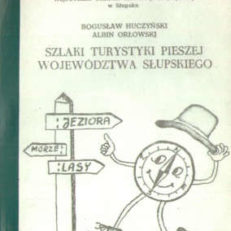 w Słupsku
BOGUSŁAW HUCZYŃSKI
ALBIN ORŁOWSKI
SZLAKI TURYSTYKI PIESZEJ
WOJEWÓDZTWA SŁUPSKIEGO
JEZIORA
MORZE
LASY